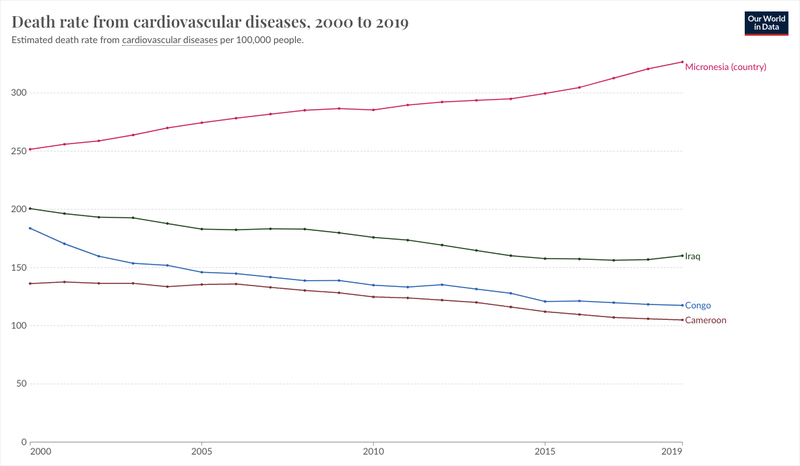 Death rate from cardiovascular diseases, 2000 to 2019
Estimated death rate from cardiovascular diseases per 100,000 people.
Our World
in Data
Micronesia (country)
300
250
200
Iraq
150
Congo
Cameroon
100
50
0
2000
2005
2010
2015
2019